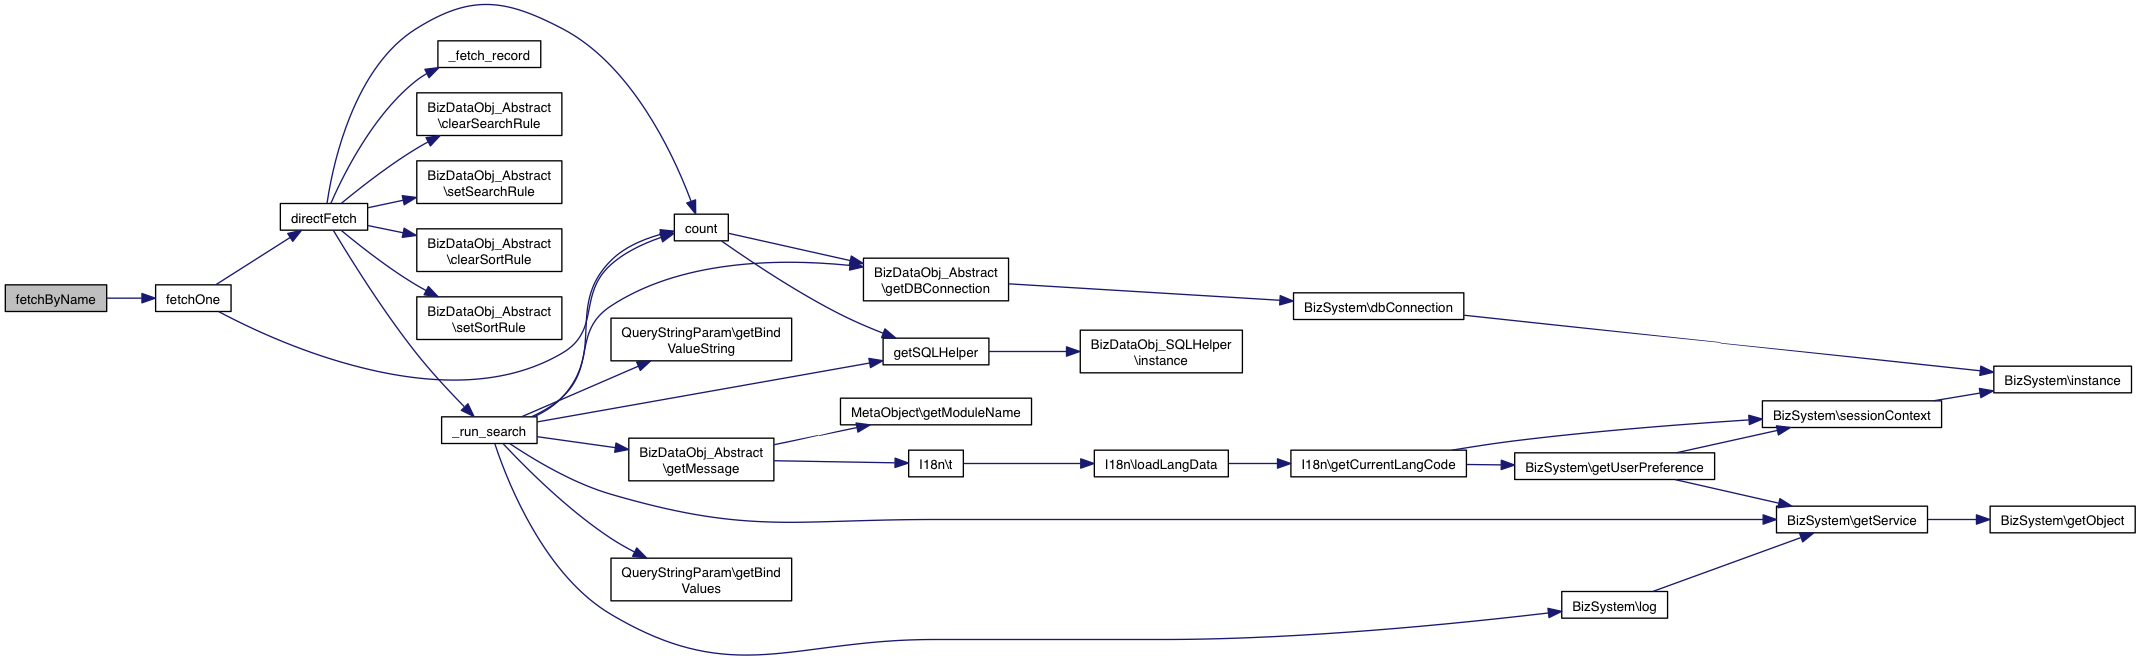 fetchByName
fetchOne
directFetch
_fetch_record
BizDataObj_Abstract
\clearSearchRule
BizDataObj_Abstract
\setSearchRule
BizDataObj_Abstract
\clearSortRule
BizDataObj_Abstract
\setSortRule
_run_search
count
QueryStringParam\getBind
ValueString
BizDataObj_Abstract
\getMessage
QueryStringParam\getBind
Values
BizDataObj_Abstract
\getDBConnection
getSQLHelper
MetaObject\getModuleName
I18n\t
BizDataObj_SQLHelper
\instance
I18n\loadLangData
BizSystem\dbConnection
I18n\getCurrentLangCode
BizSystem\getUserPreference
BizSystem\log
BizSystem\sessionContext
BizSystem\getService
BizSystem\instance
BizSystem\getObject